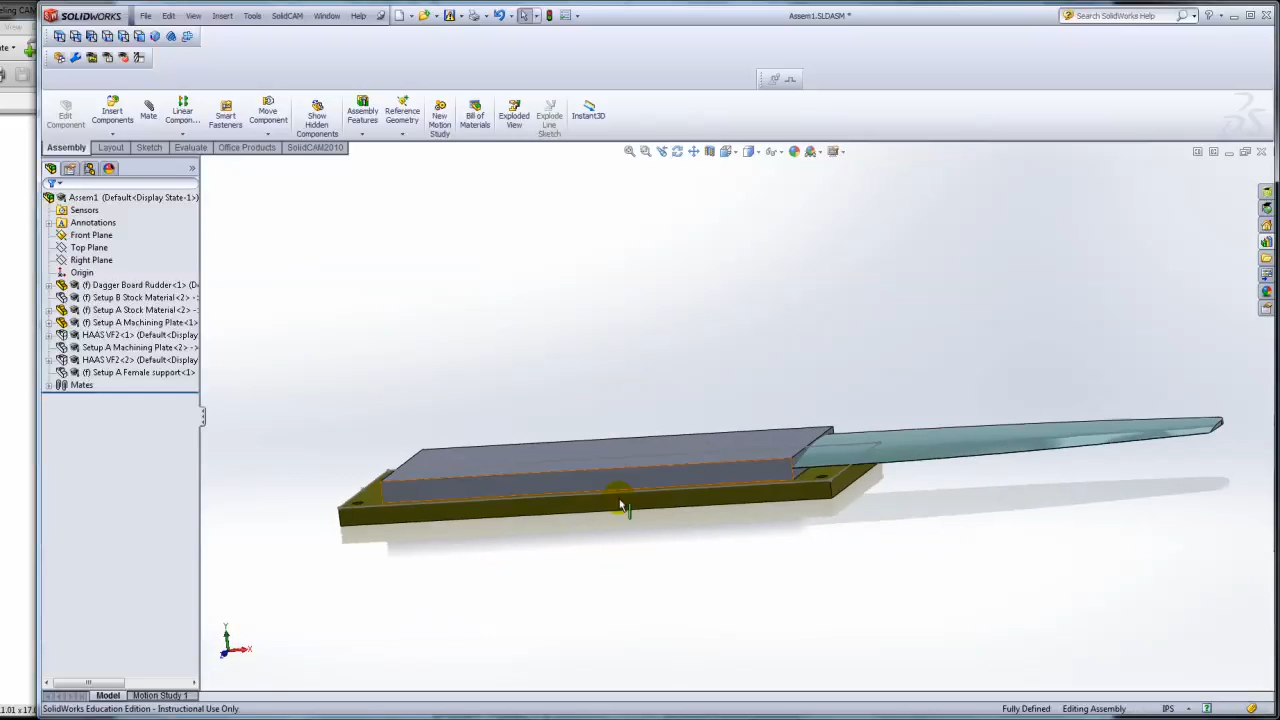 SOLIDWORKS File Edit View Insert Tools SolidCAM Window Help Assem1.SLDASM * Search SolidWorks Help
Edit Component
Insert Components
Mate
Linear Compon...
Smart Fasteners
Move Component
Show Hidden Components
Assembly Features
Reference Geometry
New Motion Study
Bill of Materials
Exploded View
Explode Line Sketch
Instant3D
Assembly Layout Sketch Evaluate Office Products SolidCAM2010
Assem1 (Default<Display State-1>)
Sensors
Annotations
Front Plane
Top Plane
Right Plane
Origin
(f) Dagger Board Rudder<1> (D
(f) Setup B Stock Material<2> ->
(f) Setup A Stock Material<2> ->
(f) Setup A Machining Plate<1>
HAAS VF2<1> (Default<Display
Setup A Machining Plate<2> ->
HAAS VF2<2> (Default<Display
(f) Setup A Female support<1>
Mates
Y
X
Model Motion Study 1
SolidWorks Education Edition - Instructional Use Only Fully Defined Editing Assembly IPS